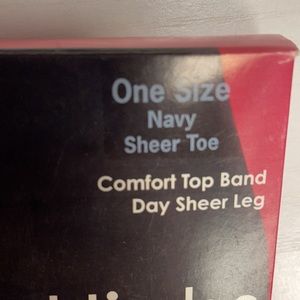 One Size
Navy
Sheer Toe
Comfort Top Band
Day Sheer Leg